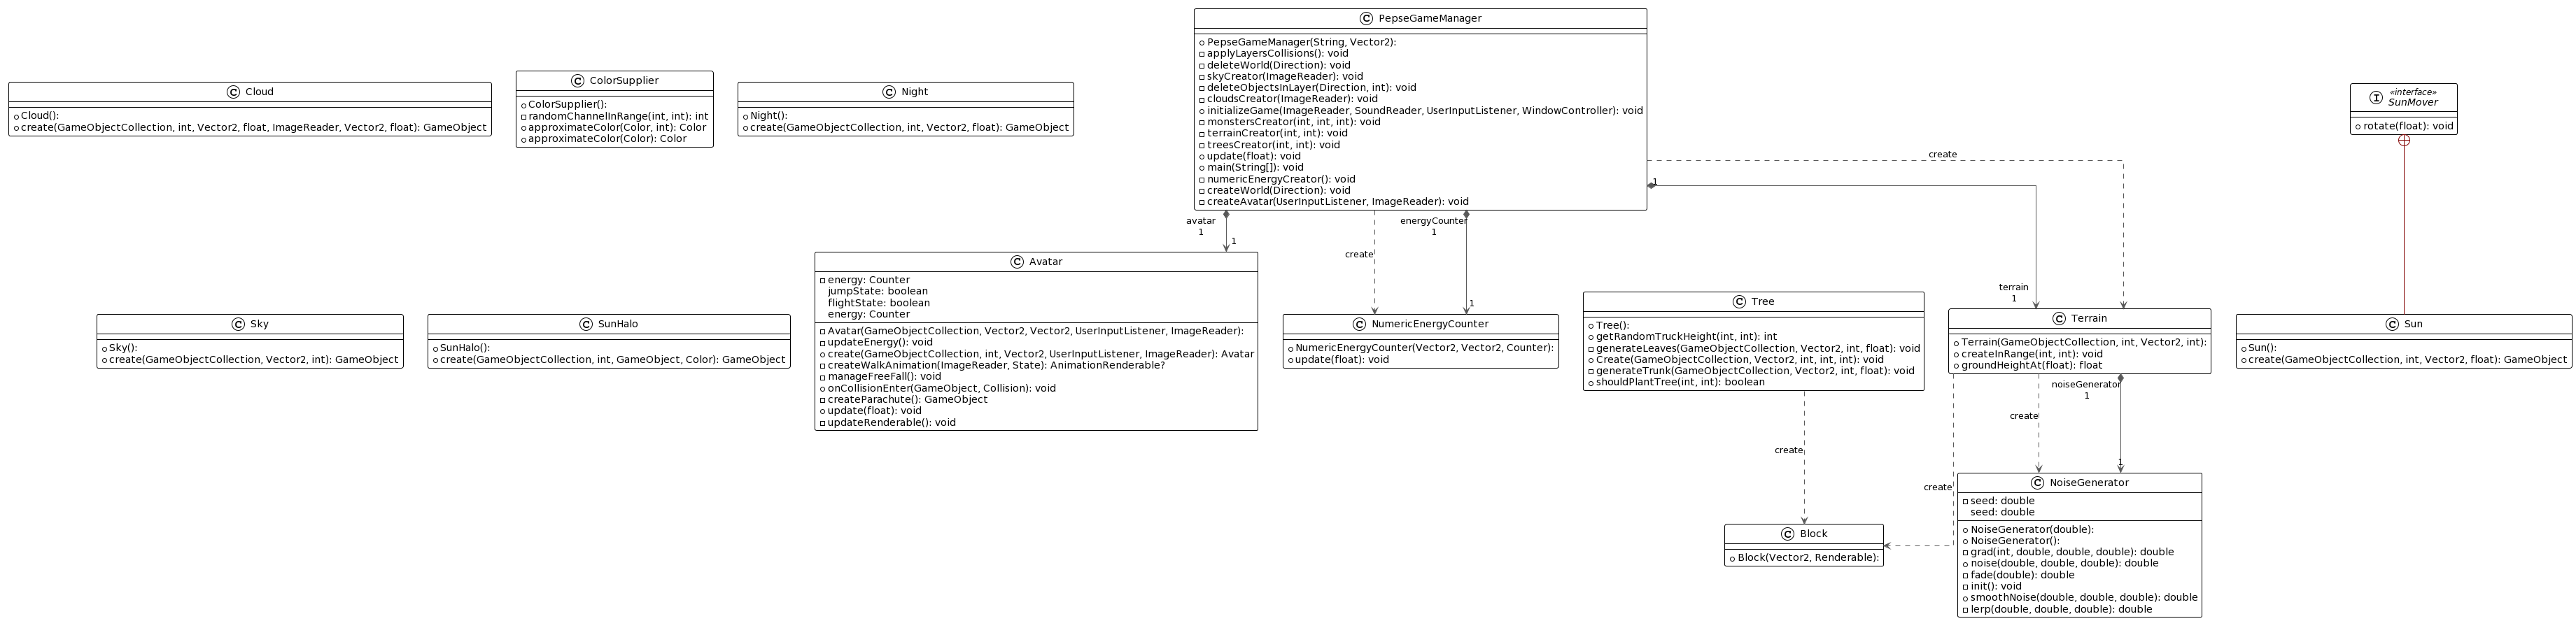 PepseGameManager
PepseGameManager(String, Vector2):
applyLayersCollisions(): void
deleteWorld(Direction): void
skyCreator(ImageReader): void
deleteObjectsInLayer(Direction, int): void
cloudsCreator(ImageReader): void
initializeGame(ImageReader, SoundReader, UserInputListener, WindowController): void
monstersCreator(int, int, int): void
terrainCreator(int, int): void
treesCreator(int, int): void
update(float): void
main(String[]): void
numericEnergyCreator(): void
createWorld(Direction): void
createAvatar(UserInputListener, ImageReader): void
Cloud
Cloud():
create(GameObjectCollection, int, Vector2, float, ImageReader, Vector2, float): GameObject
ColorSupplier
ColorSupplier():
randomChannelInRange(int, int): int
approximateColor(Color, int): Color
approximateColor(Color): Color
Night
Night():
create(GameObjectCollection, int, Vector2, float): GameObject
«interface»
SunMover
rotate(float): void
create
1
avatar
1
1
create
energyCounter
1
1
terrain
1
Sky
Sky():
create(GameObjectCollection, Vector2, int): GameObject
SunHalo
SunHalo():
create(GameObjectCollection, int, GameObject, Color): GameObject
Avatar
energy: Counter
jumpState: boolean
flightState: boolean
energy: Counter
Avatar(GameObjectCollection, Vector2, Vector2, UserInputListener, ImageReader):
updateEnergy(): void
create(GameObjectCollection, int, Vector2, UserInputListener, ImageReader): Avatar
createWalkAnimation(ImageReader, State): AnimationRenderable?
manageFreeFall(): void
onCollisionEnter(GameObject, Collision): void
createParachute(): GameObject
update(float): void
updateRenderable(): void
NumericEnergyCounter
NumericEnergyCounter(Vector2, Vector2, Counter):
update(float): void
Tree
Tree():
getRandomTruckHeight(int, int): int
generateLeaves(GameObjectCollection, Vector2, int, float): void
Create(GameObjectCollection, Vector2, int, int, int): void
generateTrunk(GameObjectCollection, Vector2, int, float): void
shouldPlantTree(int, int): boolean
Terrain
Terrain(GameObjectCollection, int, Vector2, int):
createInRange(int, int): void
groundHeightAt(float): float
Sun
Sun():
create(GameObjectCollection, int, Vector2, float): GameObject
noiseGenerator
1
create
create
1
create
Block
Block(Vector2, Renderable):
NoiseGenerator
seed: double
seed: double
NoiseGenerator(double):
NoiseGenerator():
grad(int, double, double, double): double
noise(double, double, double): double
fade(double): double
init(): void
smoothNoise(double, double, double): double
lerp(double, double, double): double